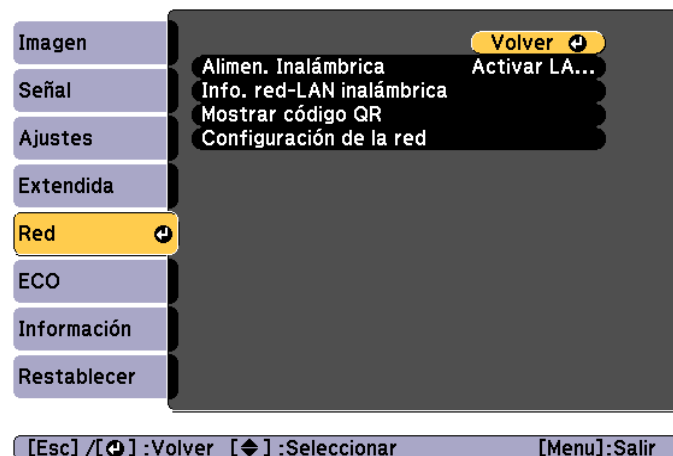 Imagen
Señal
Ajustes
Extendida
Red
ECO
Información
Restablecer
Volver
Alimen. Inalámbrica Activar LA...
Info. red-LAN inalámbrica
Mostrar código QR
Configuración de la red
[Esc] /[] :Volver [] :Seleccionar [Menu]:Salir